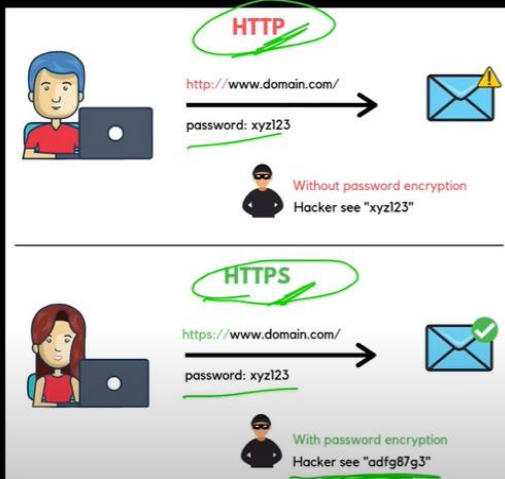 HTTP
http://www.domain.com/
password: xyz123
Without password encryption
Hacker see "xyz123"
HTTPS
https://www.domain.com/
password: xyz123
With password encryption
Hacker see "adfg87g3"